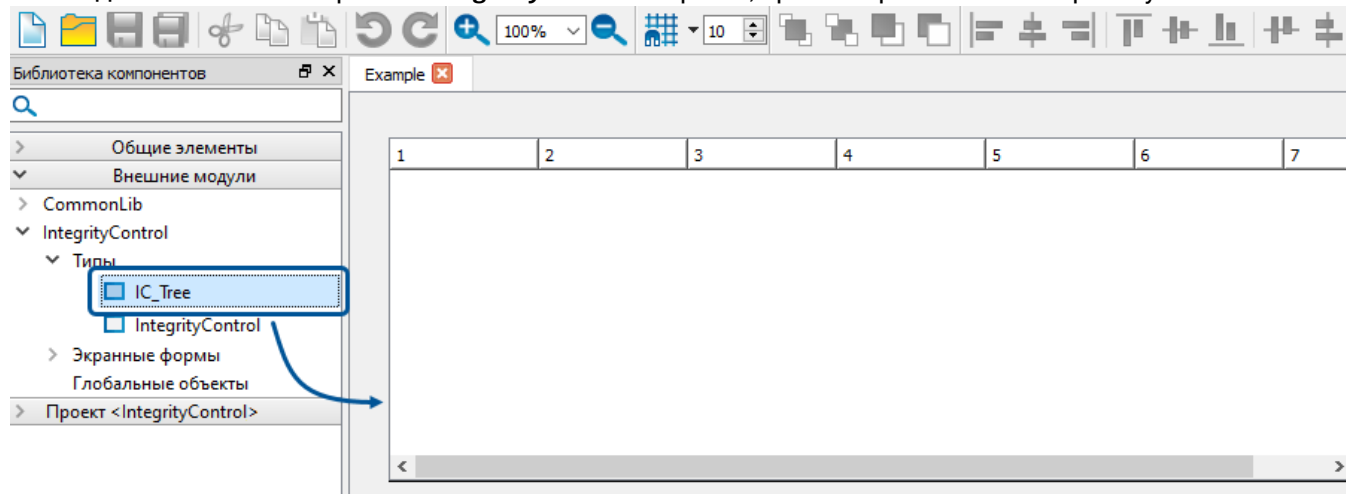 100%
10
Библиотека компонентов
Example
Общие элементы
1 2 3 4 5 6 7
Внешние модули
CommonLib
IntegrityControl
Типы
IC_Tree
IntegrityControl
Экранные формы
Глобальные объекты
Проект <IntegrityControl>